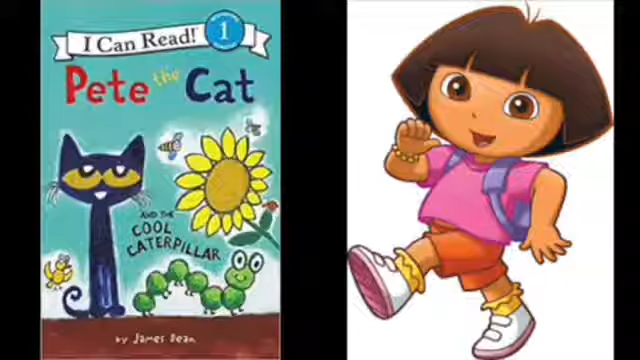 I Can Read!
1
Pete the Cat
AND THE
COOL
CATERPILLAR
by James Dean